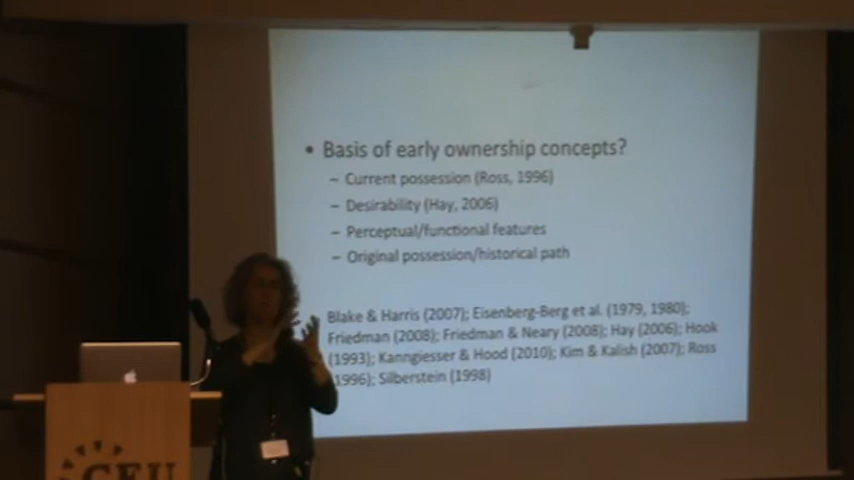 • Basis of early ownership concepts?
– Current possession (Ross, 1996)
– Desirability (Hay, 2006)
– Perceptual/functional features
– Original possession/historical path
Blake & Harris (2007); Eisenberg-Berg et al. (1979, 1980);
Friedman (2008); Friedman & Neary (2008); Hay (2006); Hook
(1993); Kanngiesser & Hood (2010); Kim & Kalish (2007); Ross
1996); Silberstein (1998)
CEU